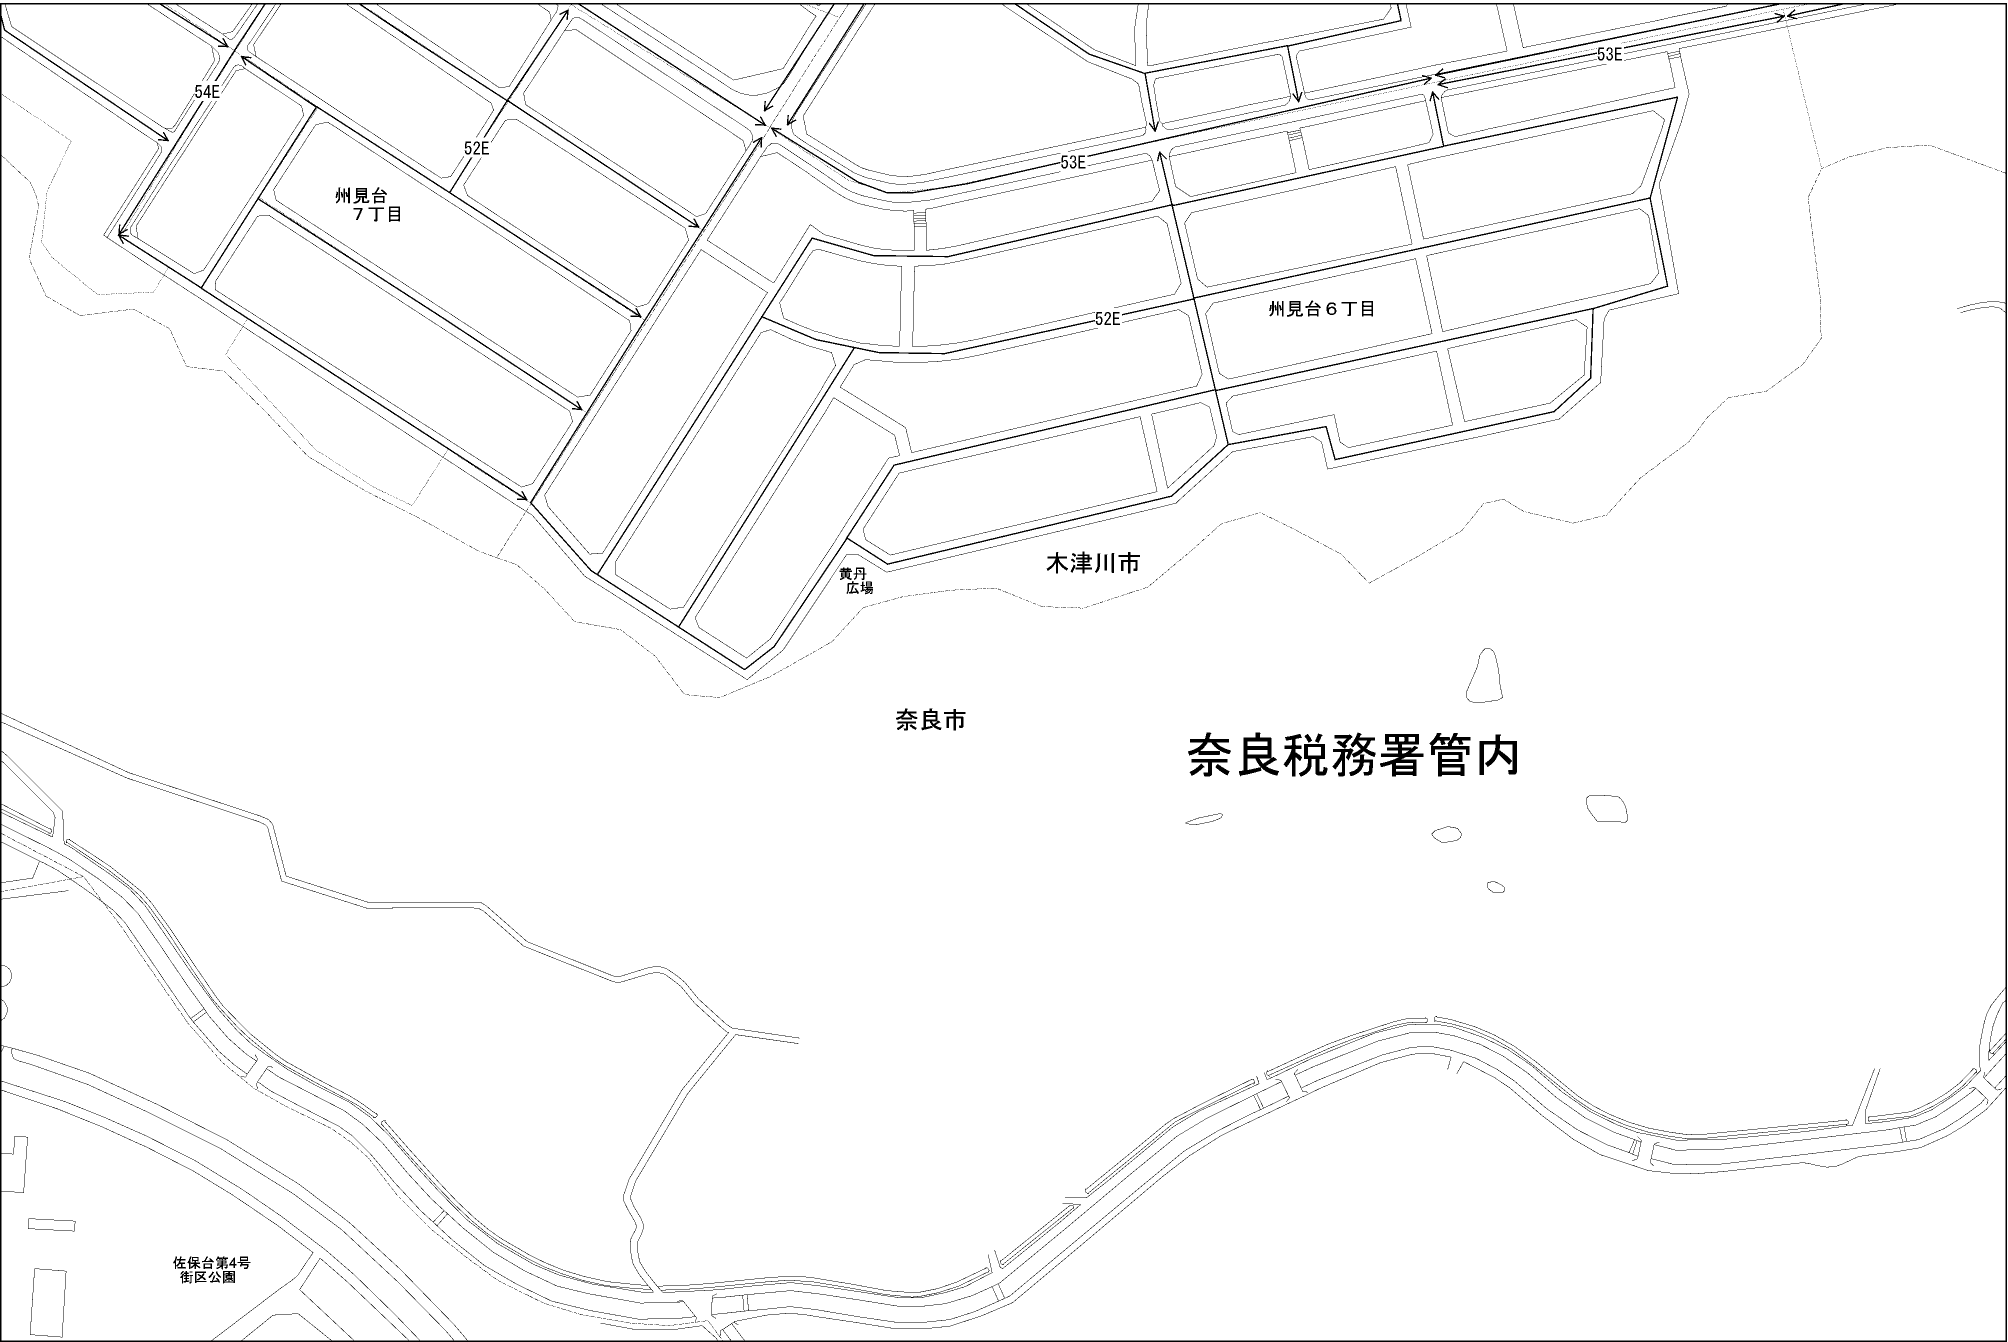 53E
54E
52E
53E
州見台
７丁目
州見台６丁目
52E
木津川市
黄丹
広場
奈良市
奈良税務署管内
佐保台第4号
街区公園